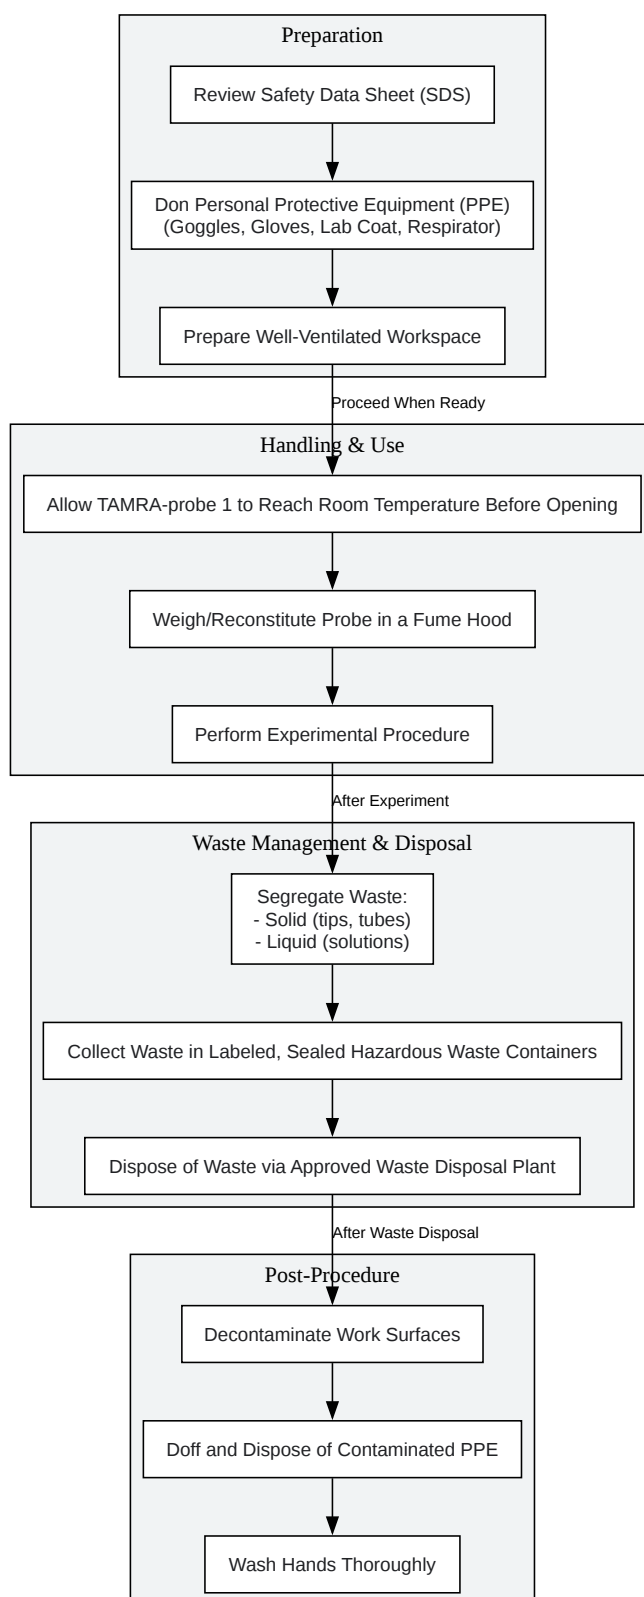 Preparation
Review Safety Data Sheet (SDS)
Don Personal Protective Equipment (PPE)
(Goggles, Gloves, Lab Coat, Respirator)
Prepare Well-Ventilated Workspace
Proceed When Ready
Handling & Use
Allow TAMRA-probe 1 to Reach Room Temperature Before Opening
Weigh/Reconstitute Probe in a Fume Hood
Perform Experimental Procedure
After Experiment
Waste Management & Disposal
Segregate Waste:
- Solid (tips, tubes)
- Liquid (solutions)
Collect Waste in Labeled, Sealed Hazardous Waste Containers
Dispose of Waste via Approved Waste Disposal Plant
After Waste Disposal
Post-Procedure
Decontaminate Work Surfaces
Doff and Dispose of Contaminated PPE
Wash Hands Thoroughly